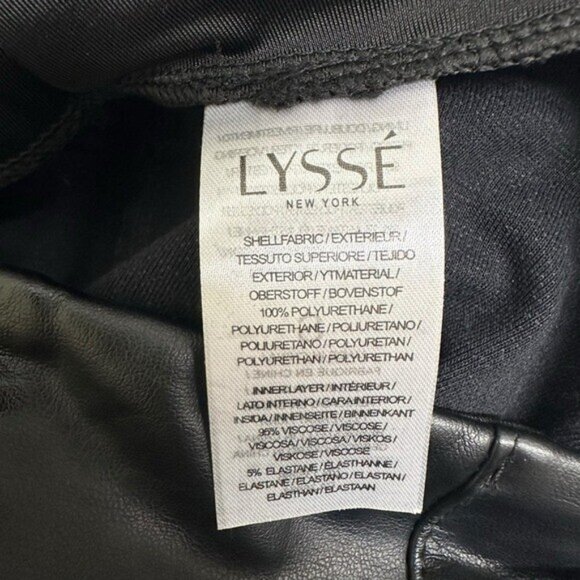 LYSSÉ
NEW YORK
SHELLFABRIC / EXTÉRIEUR /
TESSUTO SUPERIORE / TEJIDO
EXTERIOR / YTMATERIAL /
OBERSTOFF / BOVENSTOF
100% POLYURETHANE /
POLYURETHANE / POLIURETANO /
POLIURETANO / POLYURETAN /
POLYURETHAN / POLYURETHAN
INNER LAYER / INTÉRIEUR /
LATO INTERNO / CARA INTERIOR /
INSIDA / INNENSEITE / BINNENKANT
95% VISCOSE / VISCOSE /
VISCOSA / VISCOSA / VISKOS /
VISKOSE / VISCOSE
5% ELASTANE / ÉLASTHANNE /
ELASTANE / ELASTANO / ELASTAN /
ELASTHAN / ELASTAAN